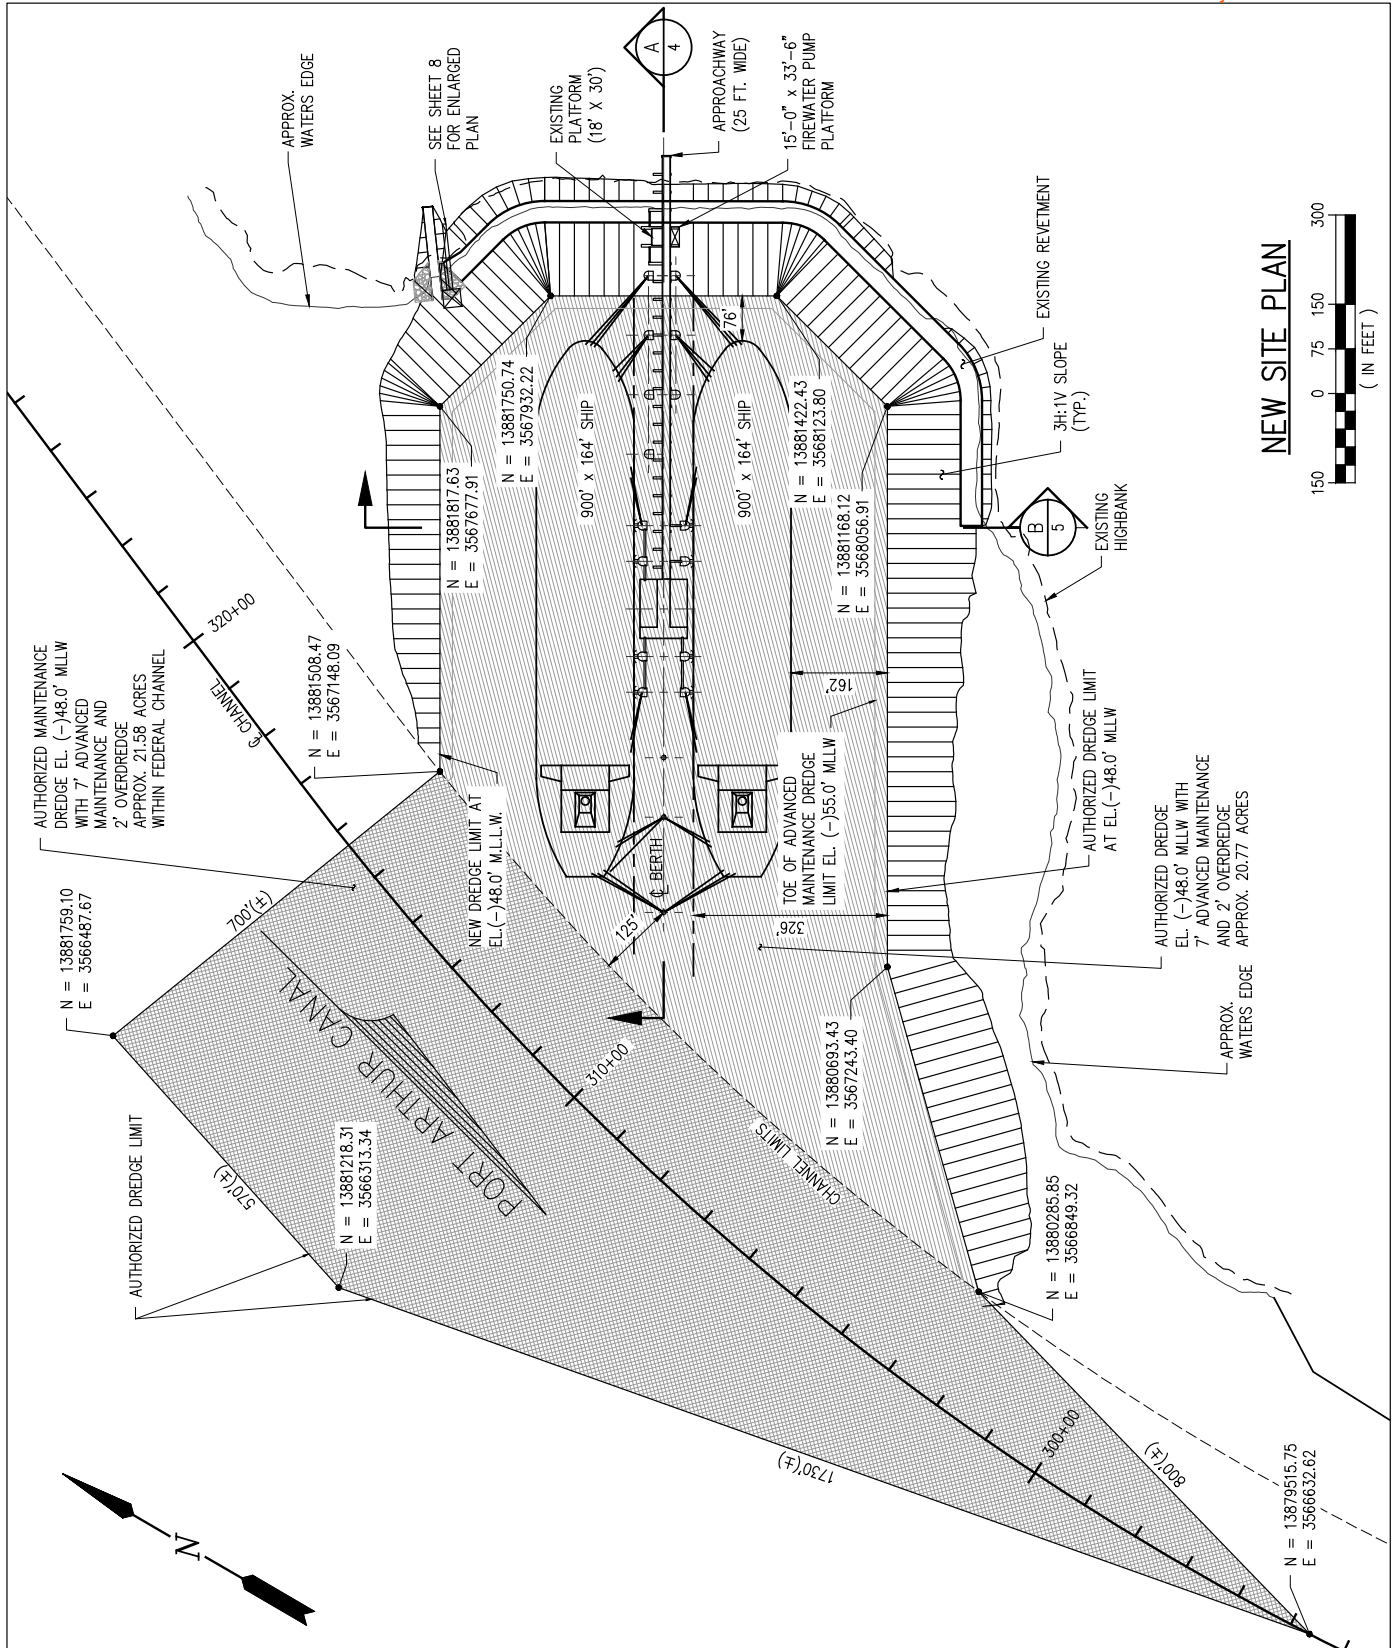 APPROX.
WATERS EDGE
SEE SHEET 8
FOR ENLARGED
PLAN
EXISTING
PLATFORM
(18' X 30')
A
4
APPROACHWAY
(25 FT. WIDE)
15'-0" x 33'-6"
FIREWATER PUMP
PLATFORM
EXISTING REVETMENT
3H:1V SLOPE
(TYP.)
B
5
EXISTING
HIGHBANK
NEW SITE PLAN
150
0
75
150
300
( IN FEET )
AUTHORIZED MAINTENANCE
DREDGE EL. (-)48.0' MLLW
WITH 7' ADVANCED
MAINTENANCE AND
2' OVERDREDGE
APPROX. 21.58 ACRES
WITHIN FEDERAL CHANNEL
320+00
℄ CHANNEL
N = 13881508.47
E = 3567148.09
N = 13881817.63
E = 3567677.91
N = 13881750.74
E = 3567932.22
900' x 164' SHIP
76'
N = 13881422.43
E = 3568123.80
900' x 164' SHIP
N = 13881168.12
E = 3568056.91
162'
NEW DREDGE LIMIT AT
EL.(-)48.0' M.L.L.W.
℄ BERTH
125'
TOE OF ADVANCED
MAINTENANCE DREDGE
LIMIT EL. (-)55.0' MLLW
326'
AUTHORIZED DREDGE LIMIT
AT EL.(-)48.0' MLLW
AUTHORIZED DREDGE
EL. (-)48.0' MLLW WITH
7' ADVANCED MAINTENANCE
AND 2' OVERDREDGE
APPROX. 20.77 ACRES
APPROX.
WATERS EDGE
N = 13881759.10
E = 3566487.67
700'(±)
PORT ARTHUR CANAL
310+00
N = 13880693.43
E = 3567243.40
CHANNEL LIMITS
AUTHORIZED DREDGE LIMIT
570'(±)
N = 13881218.31
E = 3566313.34
N = 13880285.85
E = 3566849.32
N
1730'(±)
300+00
800'(±)
N = 13879515.75
E = 3566632.62